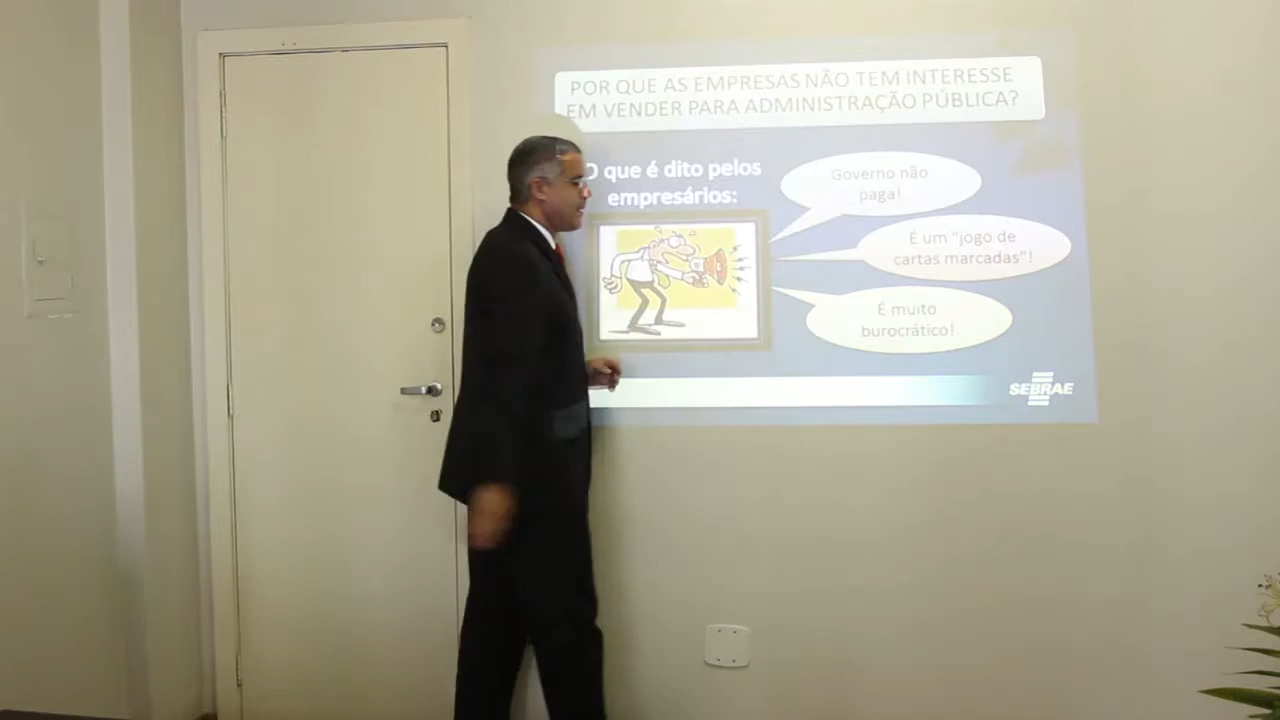 POR QUE AS EMPRESAS NÃO TEM INTERESSE
EM VENDER PARA ADMINISTRAÇÃO PÚBLICA?
O que é dito pelos
empresários:
Governo não
paga!
É um "jogo de
cartas marcadas"!
É muito
burocrático!
SEBRAE